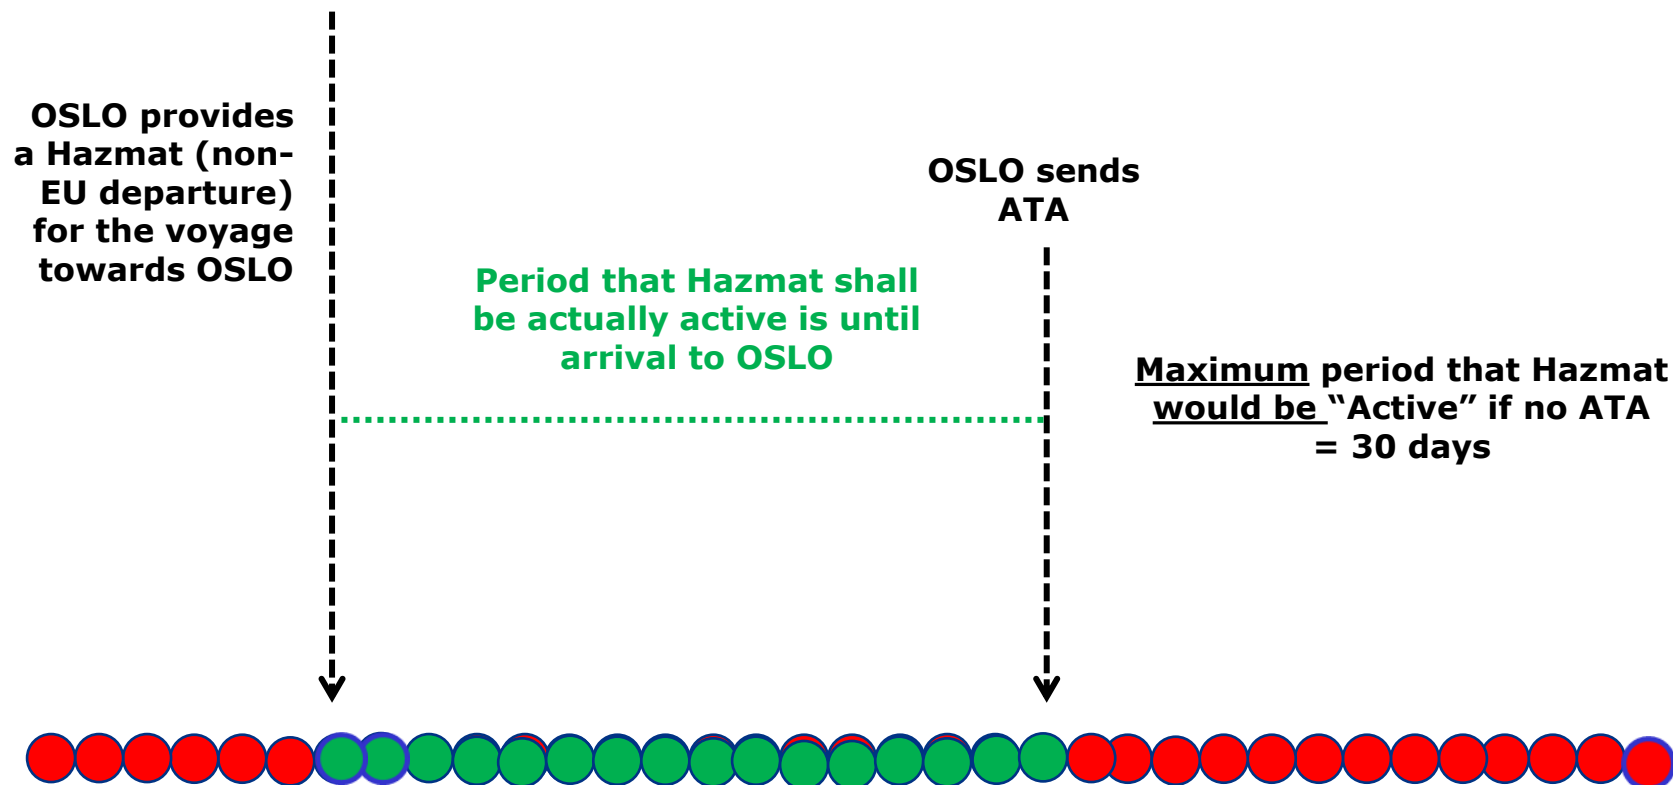 OSLO provides
a Hazmat (non-
EU departure)
for the voyage
towards OSLO
OSLO sends
ATA
Period that Hazmat shall
be actually active is until
arrival to OSLO
Maximum period that Hazmat
would be “Active” if no ATA
= 30 days